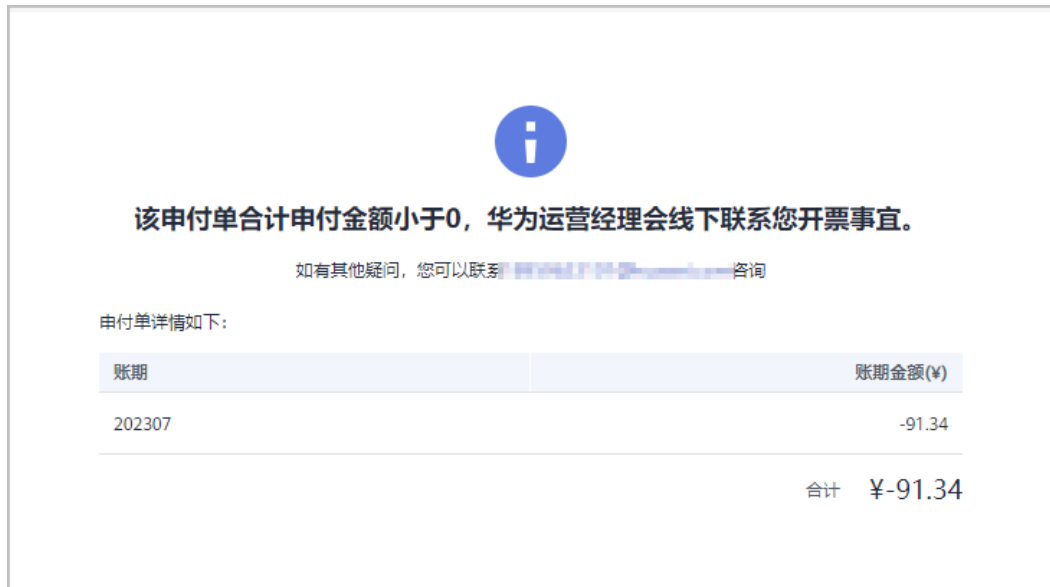 该申付单合计申付金额小于0，华为运营经理会线下联系您开票事宜。
如有其他疑问，您可以联系咨询
申付单详情如下：
账期 账期金额(¥)
202307 -91.34
合计 ¥-91.34